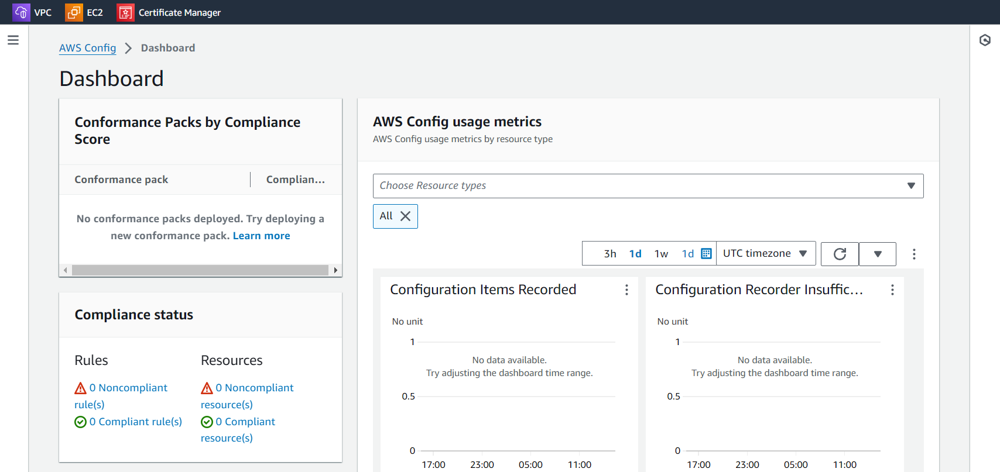 VPC EC2 Certificate Manager
AWS Config Dashboard
Dashboard
Conformance Packs by Compliance
Score
Conformance pack Complian...
No conformance packs deployed. Try deploying a
new conformance pack. Learn more
Compliance status
Rules
0 Noncompliant
rule(s)
0 Compliant rule(s)
Resources
0 Noncompliant
resource(s)
0 Compliant
resource(s)
AWS Config usage metrics
AWS Config usage metrics by resource type
Choose Resource types
All
3h 1d 1w 1d UTC timezone
Configuration Items Recorded
No unit
1
No data available.
Try adjusting the dashboard time range.
0.5
0
17:00 23:00 05:00 11:00
Configuration Recorder Insuffic...
No unit
1
No data available.
Try adjusting the dashboard time range.
0.5
0
17:00 23:00 05:00 11:00